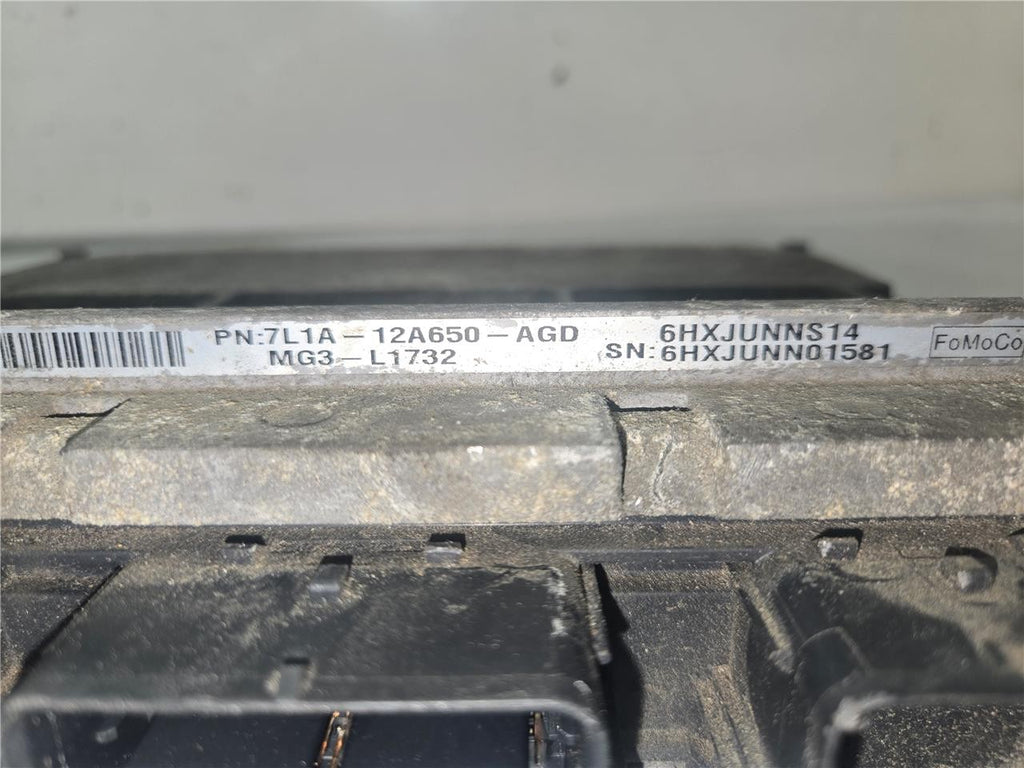 PN:7L1A-12A650-AGD
MG3-L1732
6HXJUNNS14
SN:6HXJUNN01581
FoMoCo